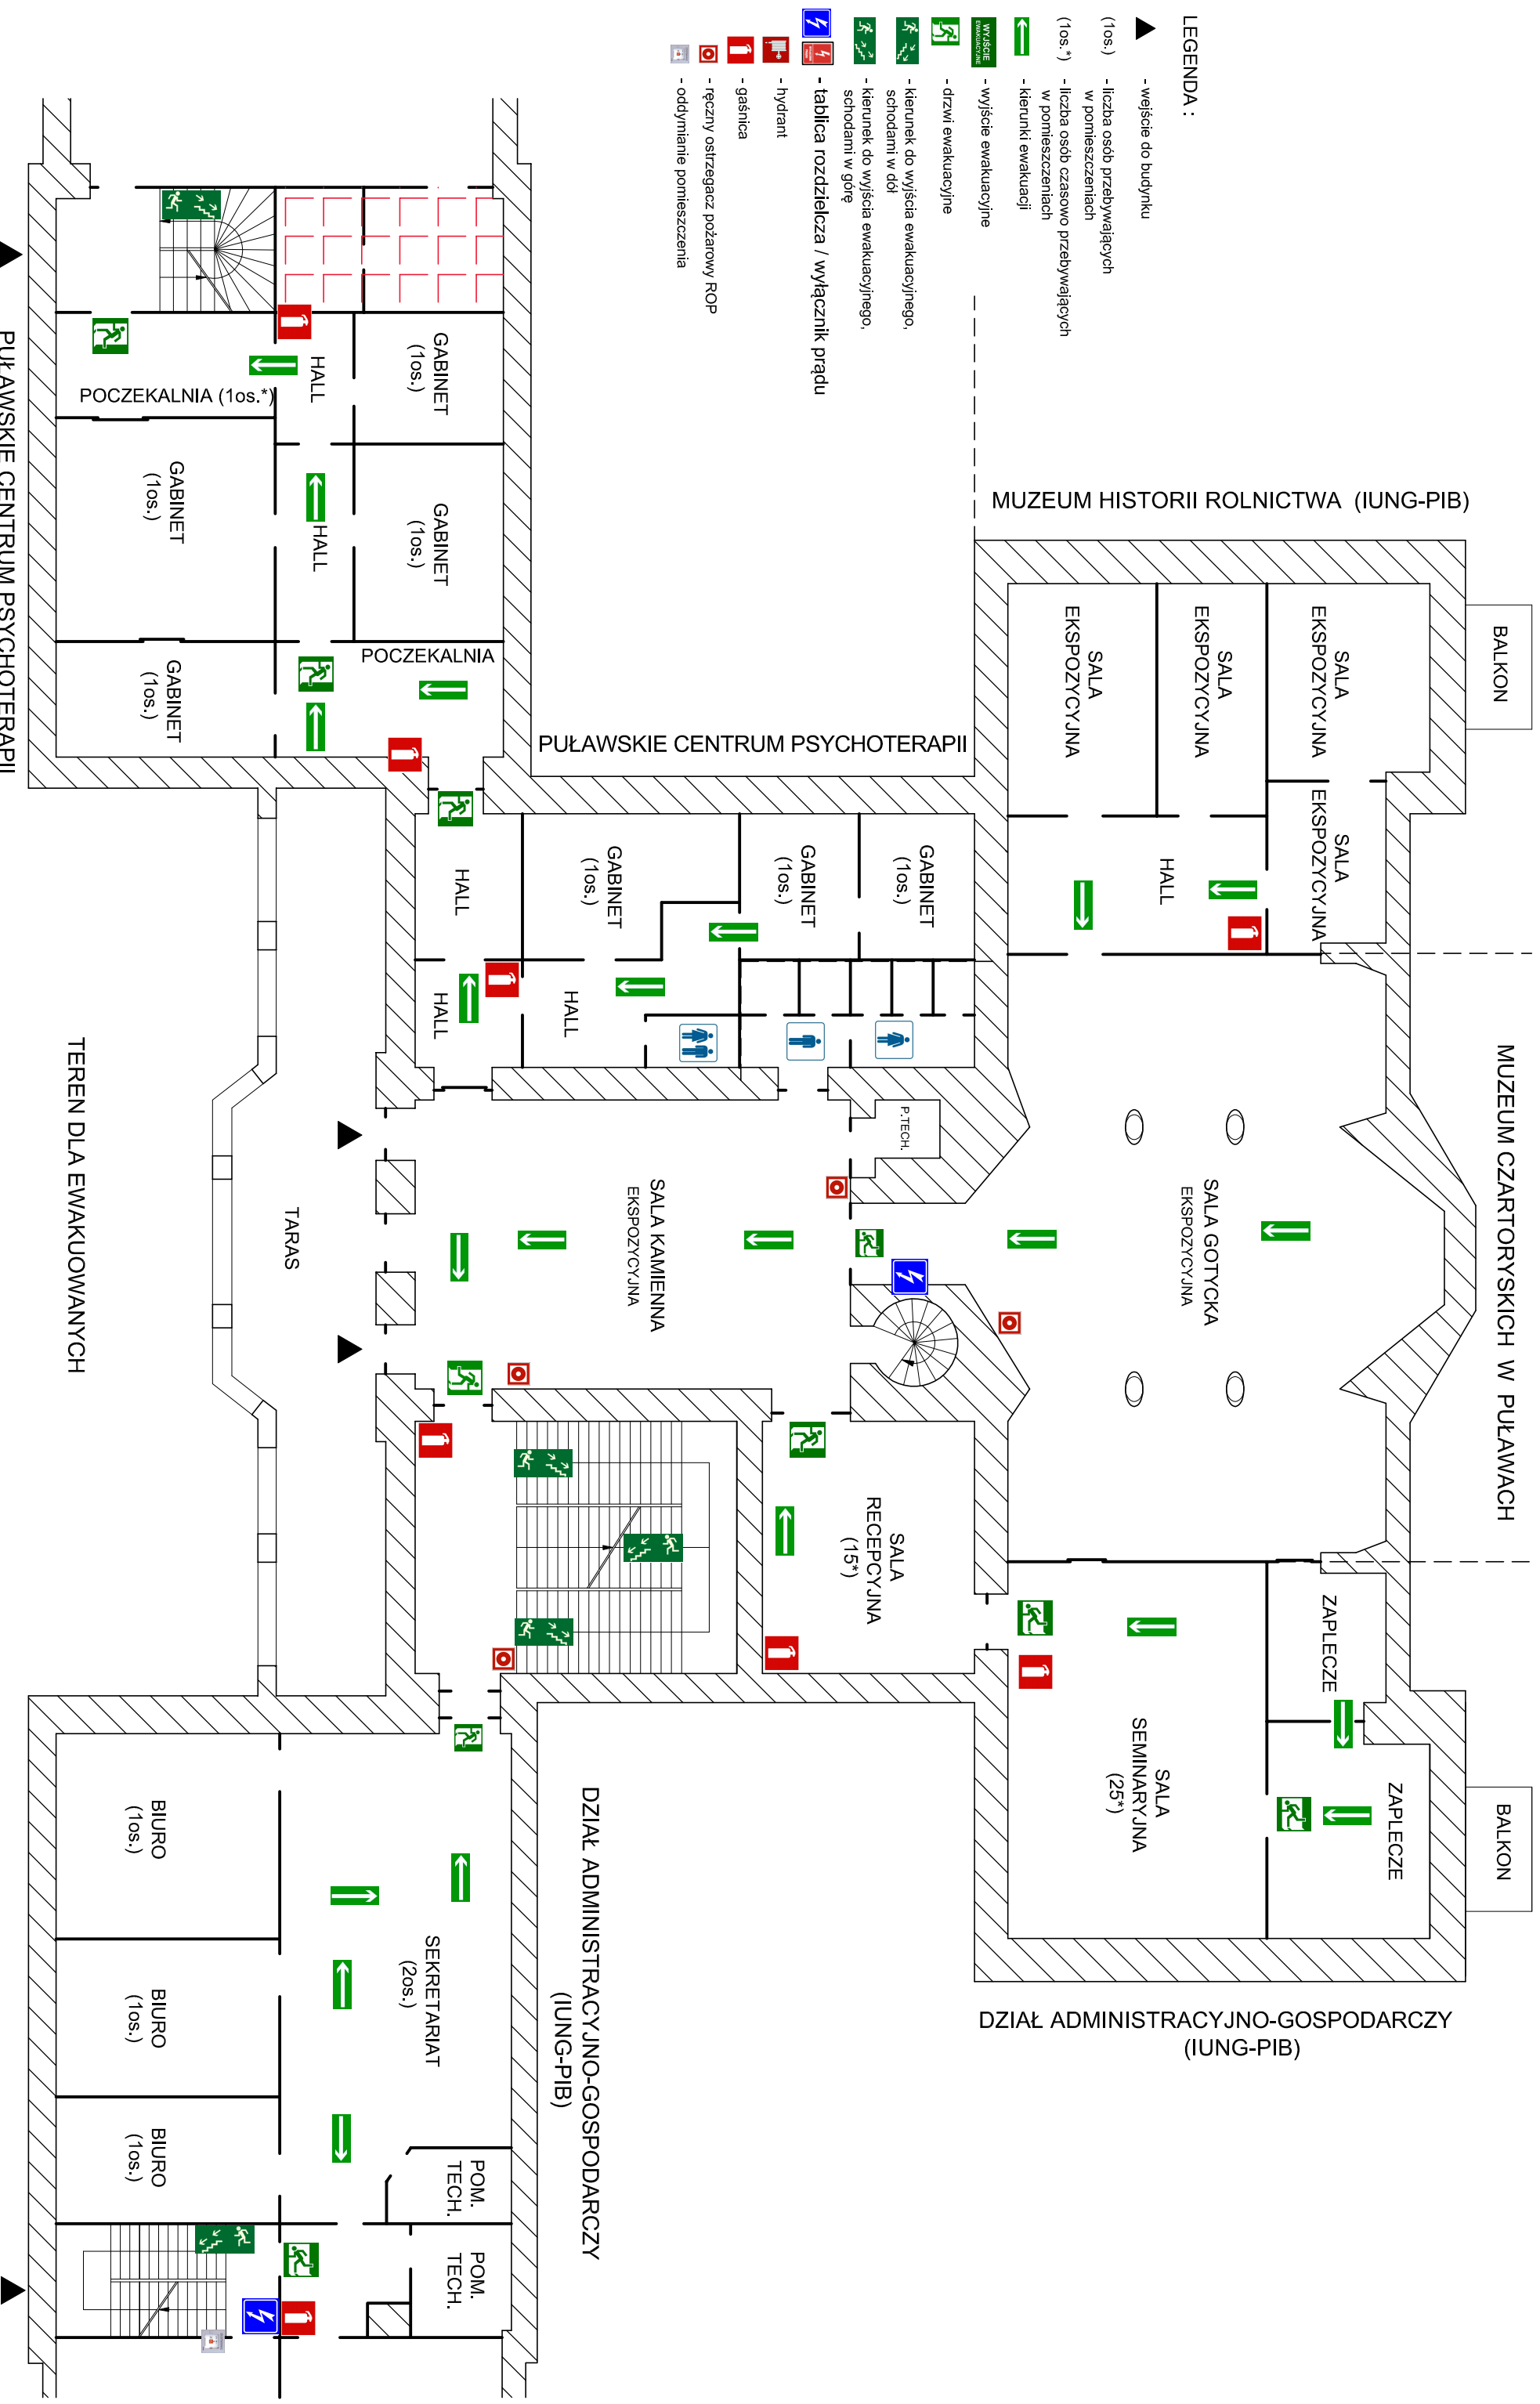 LEGENDA :
- wejście do budynku
(1os.) - liczba osób przebywających
w pomieszczeniach
(1os. *) - liczba osób czasowo przebywających
w pomieszczeniach
- kierunki ewakuacji
WYJŚCIE
EWAKUACYJNE
- wyjście ewakuacyjne
- drzwi ewakuacyjne
- kierunek do wyjścia ewakuacyjnego,
schodami w dół
- kierunek do wyjścia ewakuacyjnego,
schodami w górę
- tablica rozdzielcza / wyłącznik prądu
- hydrant
- gaśnica
- ręczny ostrzegacz pożarowy ROP
- oddymianie pomieszczenia
MUZEUM HISTORII ROLNICTWA (IUNG-PIB)
MUZEUM CZARTORYSKICH W PUŁAWACH
BALKON
BALKON
SALA
EKSPOZYCYJNA
SALA
EKSPOZYCYJNA
SALA
EKSPOZYCYJNA
SALA
EKSPOZYCYJNA
HALL
SALA GOTYCKA
EKSPOZYCYJNA
ZAPLECZE
ZAPLECZE
SALA
SEMINARYJNA
(25*)
DZIAŁ ADMINISTRACYJNO-GOSPODARCZY
(IUNG-PIB)
PUŁAWSKIE CENTRUM PSYCHOTERAPII
GABINET
(1os.)
GABINET
(1os.)
GABINET
(1os.)
HALL
HALL
HALL
P.TECH.
SALA KAMIENNA
EKSPOZYCYJNA
SALA
RECEPCYJNA
(15*)
GABINET
(1os.)
GABINET
(1os.)
HALL
HALL
POCZEKALNIA (1os.*)
POCZEKALNIA
GABINET
(1os.)
GABINET
(1os.)
PUŁAWSKIE CENTRUM PSYCHOTERAPII
TARAS
TEREN DLA EWAKUOWANYCH
DZIAŁ ADMINISTRACYJNO-GOSPODARCZY
(IUNG-PIB)
SEKRETARIAT
(2os.)
POM.
TECH.
POM.
TECH.
BIURO
(1os.)
BIURO
(1os.)
BIURO
(1os.)